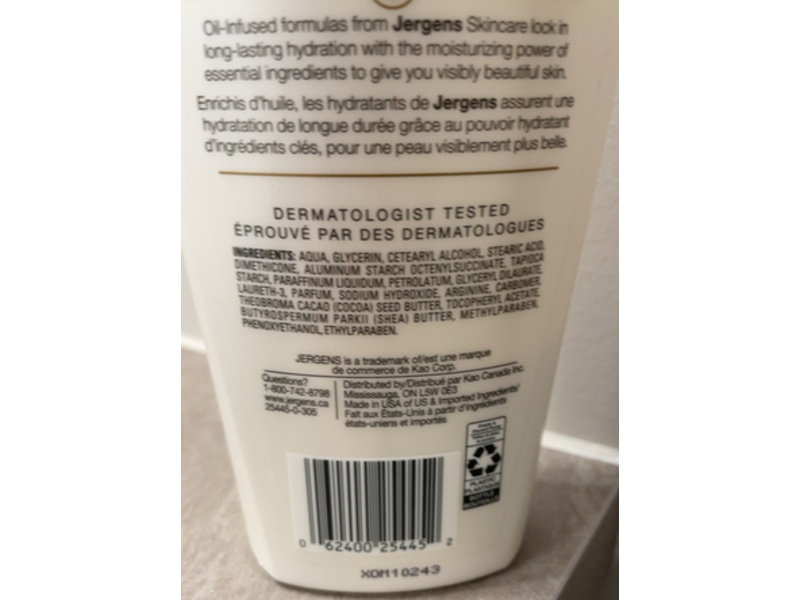 Oil-Infused formulas from Jergens Skincare lock in
long-lasting hydration with the moisturizing power of
essential ingredients to give you visibly beautiful skin.
Enrichis d'huile, les hydratants de Jergens assurent une
hydratation de longue durée grâce au pouvoir hydratant
d'ingrédients clés, pour une peau visiblement plus belle.
DERMATOLOGIST TESTED
ÉPROUVÉ PAR DES DERMATOLOGUES
INGREDIENTS: AQUA, GLYCERIN, CETEARYL ALCOHOL, STEARIC ACID,
DIMETHICONE, ALUMINUM STARCH OCTENYLSUCCINATE, TAPIOCA
STARCH, PARAFFINUM LIQUIDUM, PETROLATUM, GLYCERYL DILAURATE,
LAURETH-3, PARFUM, SODIUM HYDROXIDE, ARGININE, CARBOMER,
THEOBROMA CACAO (COCOA) SEED BUTTER, TOCOPHERYL ACETATE,
BUTYROSPERMUM PARKII (SHEA) BUTTER, METHYLPARABEN,
PHENOXYETHANOL, ETHYLPARABEN.
JERGENS is a trademark of/est une marque
de commerce de Kao Corp.
Questions?
1-800-742-8798
www.jergens.ca
25445-0-305
Distributed by/Distribué par Kao Canada Inc.
Mississauga, ON L5W 0E3
Made in USA of US & Imported Ingredients/
Fait aux États-Unis à partir d'ingrédients
états-uniens et importés
PLASTIC
PLASTIQUE
BOTTLE
BOUTEILLE
0 62400 25445 2
XOM10243